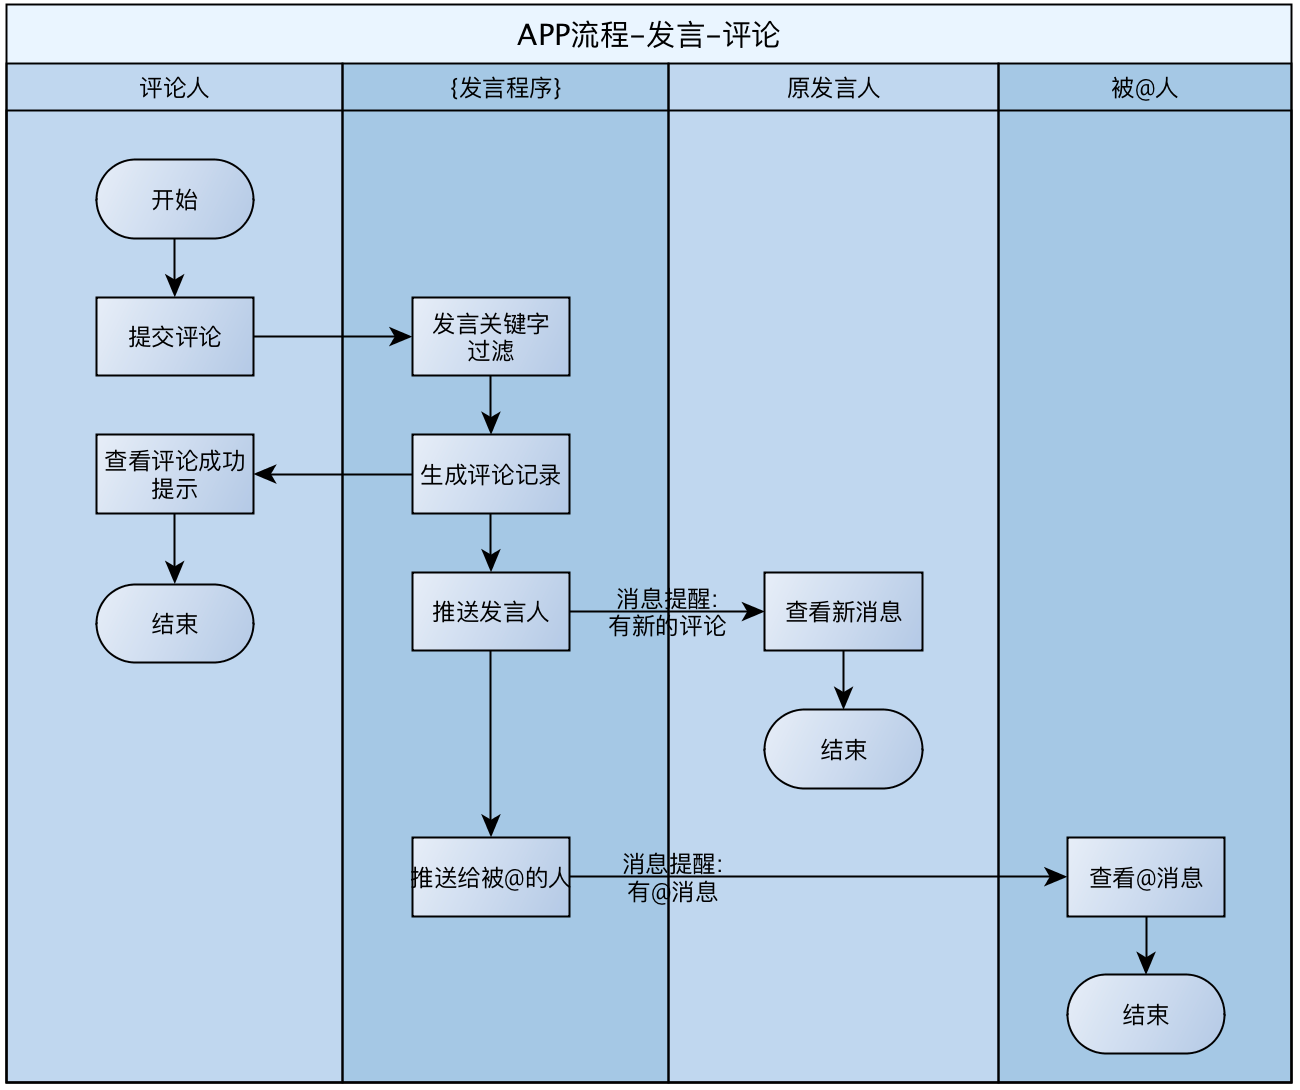 APP流程-发言-评论
评论人
{发言程序}
原发言人
被@人
开始
提交评论
发言关键字
过滤
查看评论成功
提示
生成评论记录
结束
推送发言人
消息提醒:
有新的评论
查看新消息
结束
推送给被@的人
消息提醒:
有@消息
查看@消息
结束